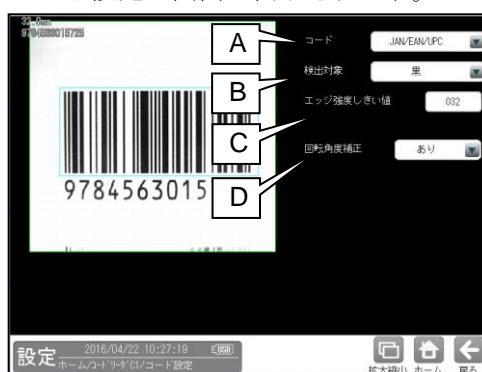 32.0ms
9784563015725
A
コード
JAN/EAN/UPC
検出対象
黒
B
エッジ強度しきい値
032
C
回転角度補正
あり
D
9784563015
設定
2016/04/22 10:27:19
USB
ホーム/コードリーダC1/コード設定
拡大縮小
ホーム
戻る